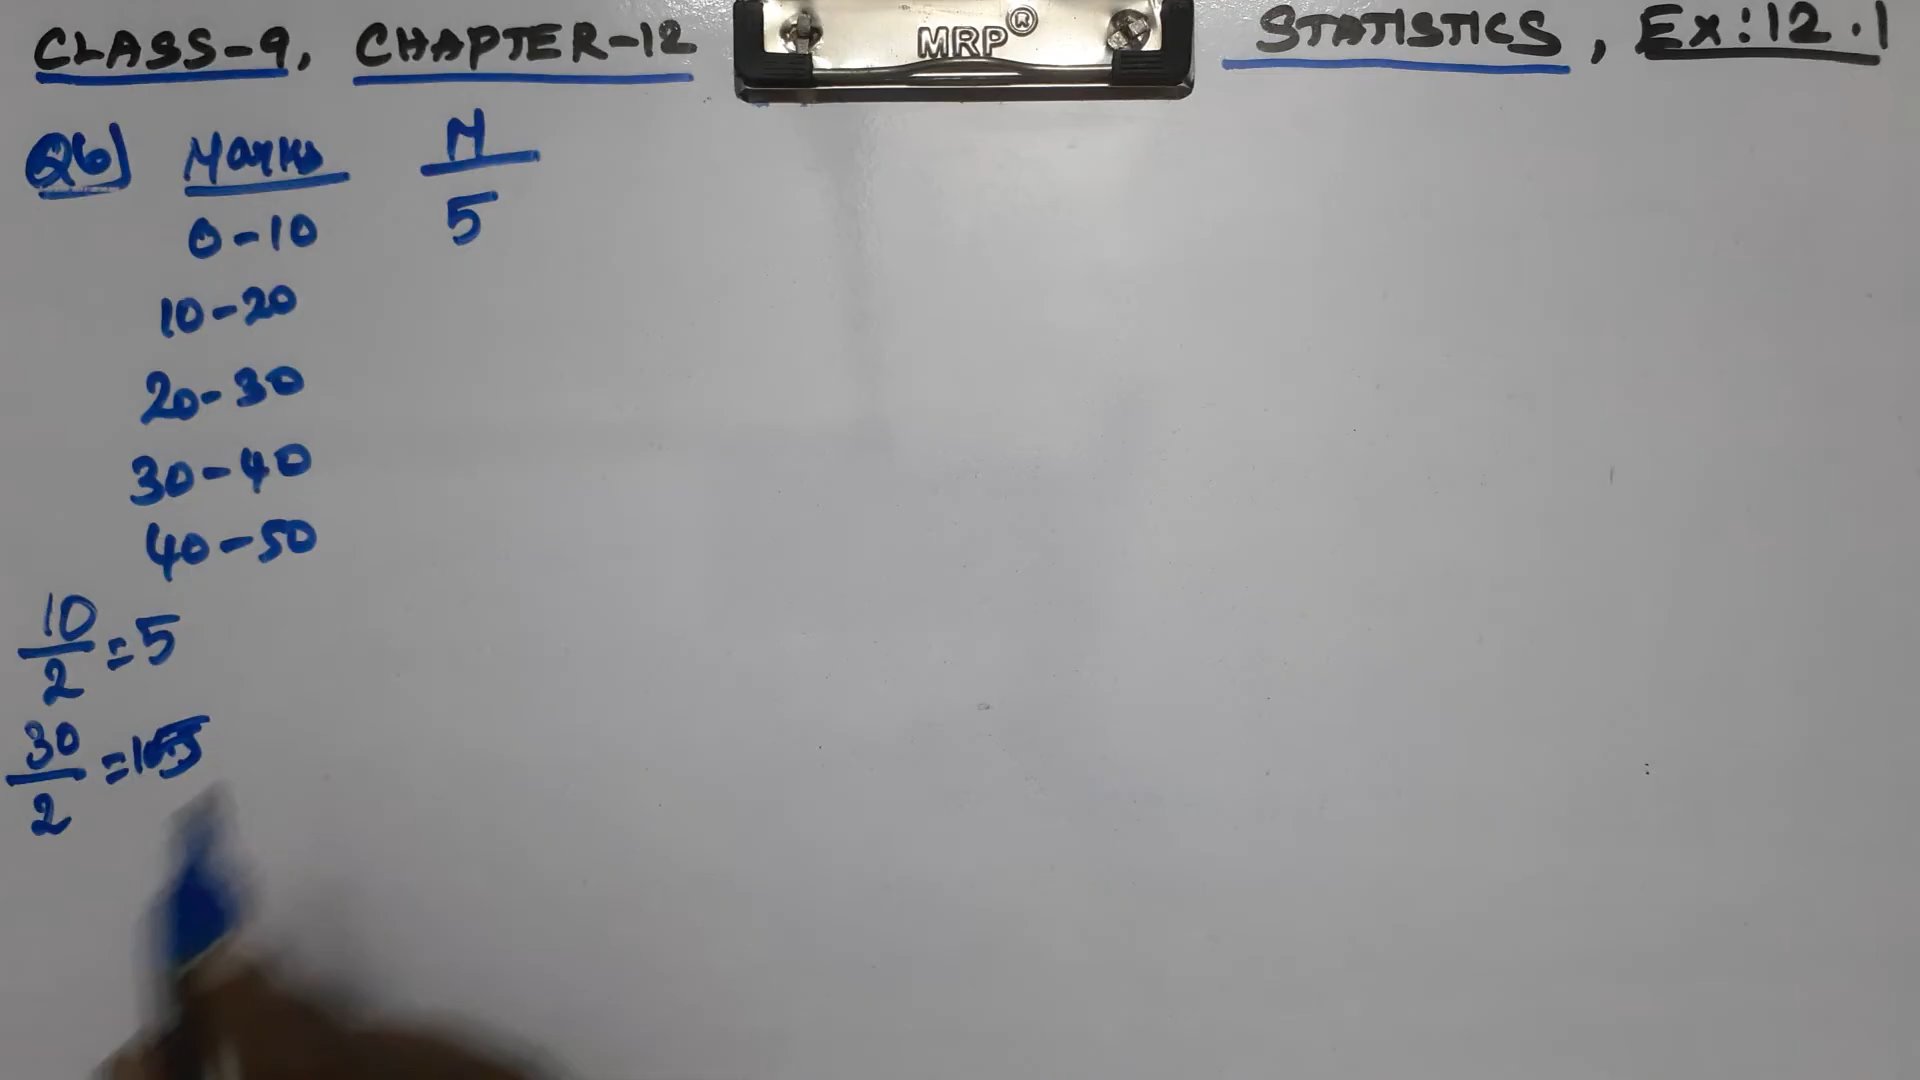 CLASS-9, CHAPTER-12
MRP®
STATISTICS, Ex:12.1
Q6] Marks M
0-10 5
10-20
20-30
30-40
40-50
10/2 = 5
30/2 = 15